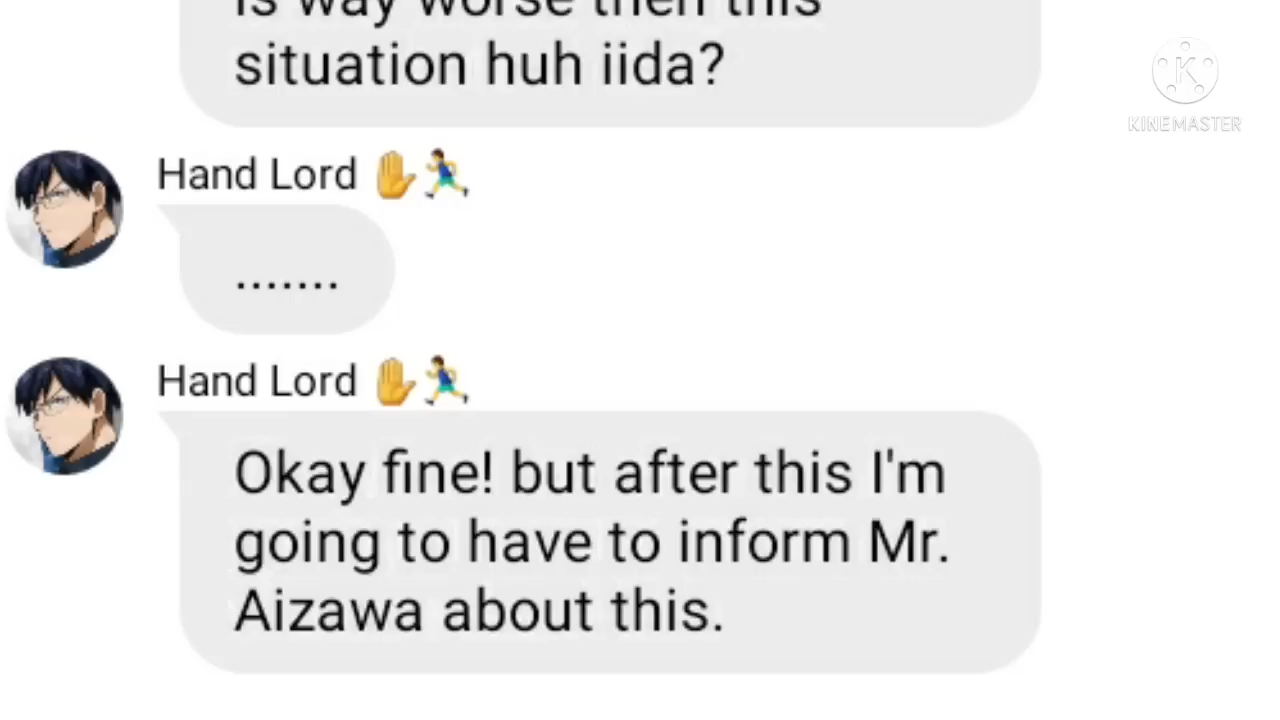 is way worse then this
situation huh iida?
KINEMASTER
Hand Lord ✋🏃‍♂️
.......
Hand Lord ✋🏃‍♂️
Okay fine! but after this I'm
going to have to inform Mr.
Aizawa about this.